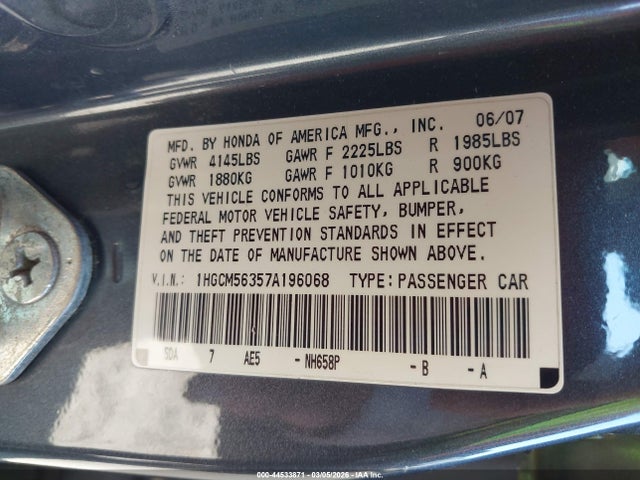 MFD. BY HONDA OF AMERICA MFG., INC. 06/07
GVWR 4145LBS GAWR F 2225LBS R 1985LBS
GVWR 1880KG GAWR F 1010KG R 900KG
THIS VEHICLE CONFORMS TO ALL APPLICABLE
FEDERAL MOTOR VEHICLE SAFETY, BUMPER,
AND THEFT PREVENTION STANDARDS IN EFFECT
ON THE DATE OF MANUFACTURE SHOWN ABOVE.
V.I.N.: 1HGCM56357A196068 TYPE:PASSENGER CAR
SDA 7 AE5 -NH658P -B -A
000-44533871 - 03/05/2026 - IAA Inc.